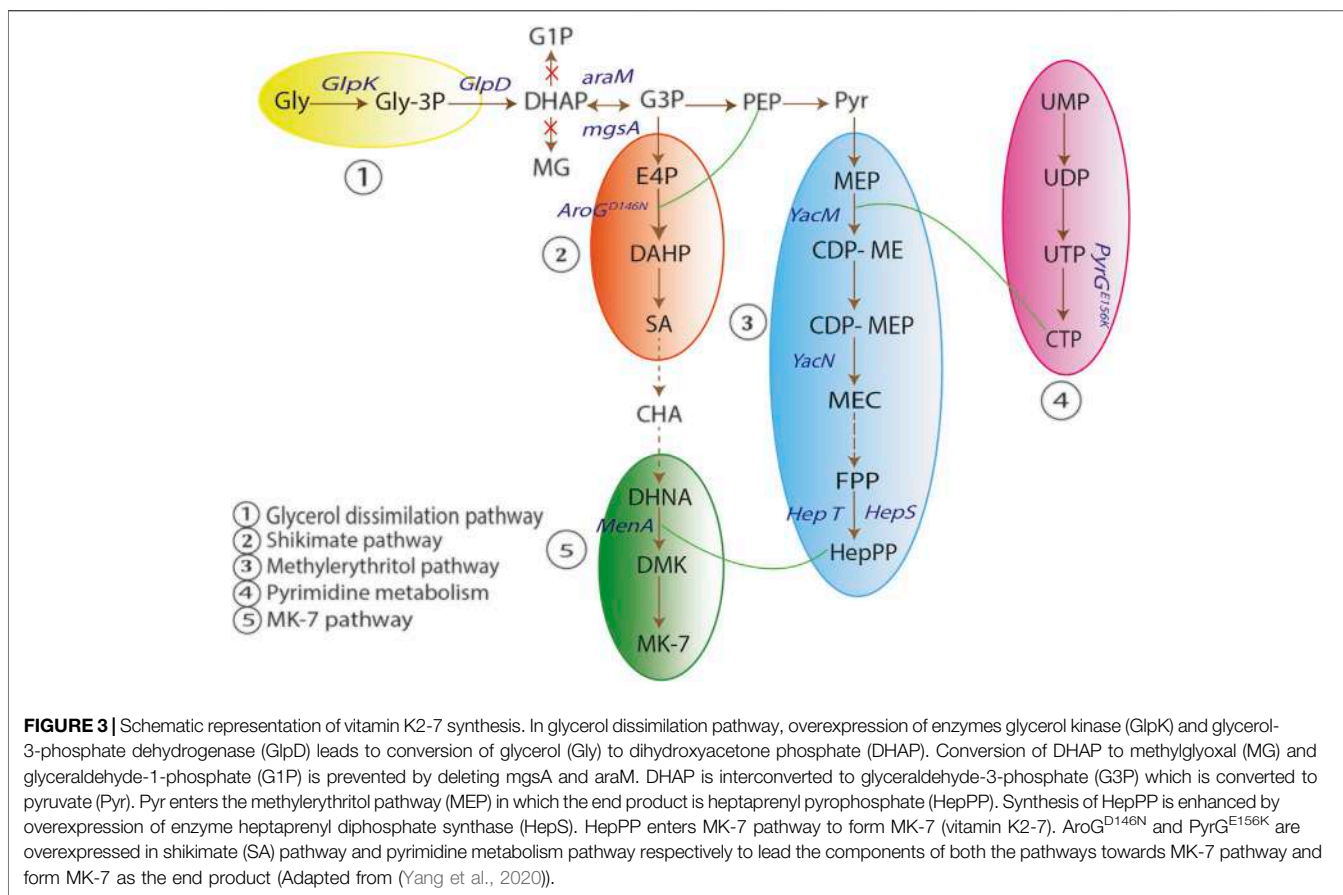 G1P
GlpK
GlpD
araM
Gly
Gly-3P
DHAP
G3P
PEP
Pyr
mgsA
MG
①
E4P
AroG^D146N
②
DAHP
SA
CHA
MEP
YacM
CDP- ME
③
CDP- MEP
YacN
MEC
FPP
Hep T
HepS
HepPP
UMP
UDP
UTP
PyrG^E156K
CTP
④
DHNA
MenA
⑤
DMK
MK-7
① Glycerol dissimilation pathway
② Shikimate pathway
③ Methylerythritol pathway
④ Pyrimidine metabolism
⑤ MK-7 pathway
FIGURE 3 | Schematic representation of vitamin K2-7 synthesis. In glycerol dissimilation pathway, overexpression of enzymes glycerol kinase (GlpK) and glycerol-
3-phosphate dehydrogenase (GlpD) leads to conversion of glycerol (Gly) to dihydroxyacetone phosphate (DHAP). Conversion of DHAP to methylglyoxal (MG) and
glyceraldehyde-1-phosphate (G1P) is prevented by deleting mgsA and araM. DHAP is interconverted to glyceraldehyde-3-phosphate (G3P) which is converted to
pyruvate (Pyr). Pyr enters the methylerythritol pathway (MEP) in which the end product is heptaprenyl pyrophosphate (HepPP). Synthesis of HepPP is enhanced by
overexpression of enzyme heptaprenyl diphosphate synthase (HepS). HepPP enters MK-7 pathway to form MK-7 (vitamin K2-7). AroG^D146N and PyrG^E156K are
overexpressed in shikimate (SA) pathway and pyrimidine metabolism pathway respectively to lead the components of both the pathways towards MK-7 pathway and
form MK-7 as the end product (Adapted from (Yang et al., 2020)).